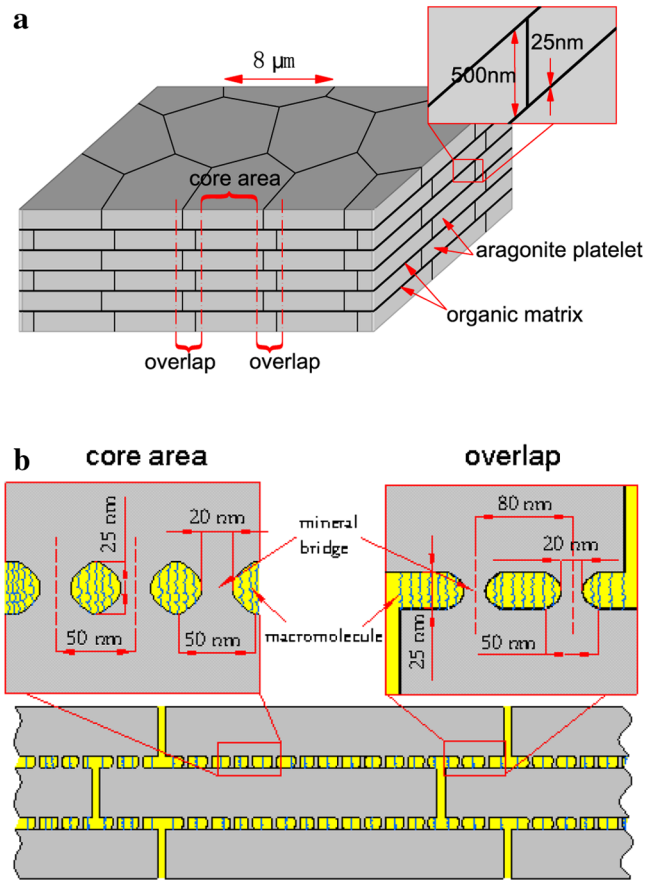 a
8 µm
25nm
500nm
core area
aragonite platelet
organic matrix
overlap
overlap
b
core area
overlap
25 nm
20 nm
mineral
bridge
80 nm
20 nm
macromolecule
50 nm
50 nm
25 nm
50 nm